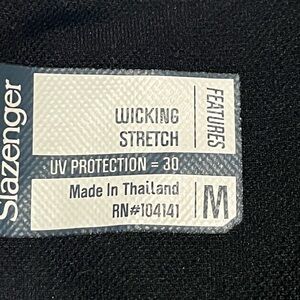 Slazenger
WICKING
STRETCH
FEATURES
UV PROTECTION = 30
Made In Thailand
RN#104141
M